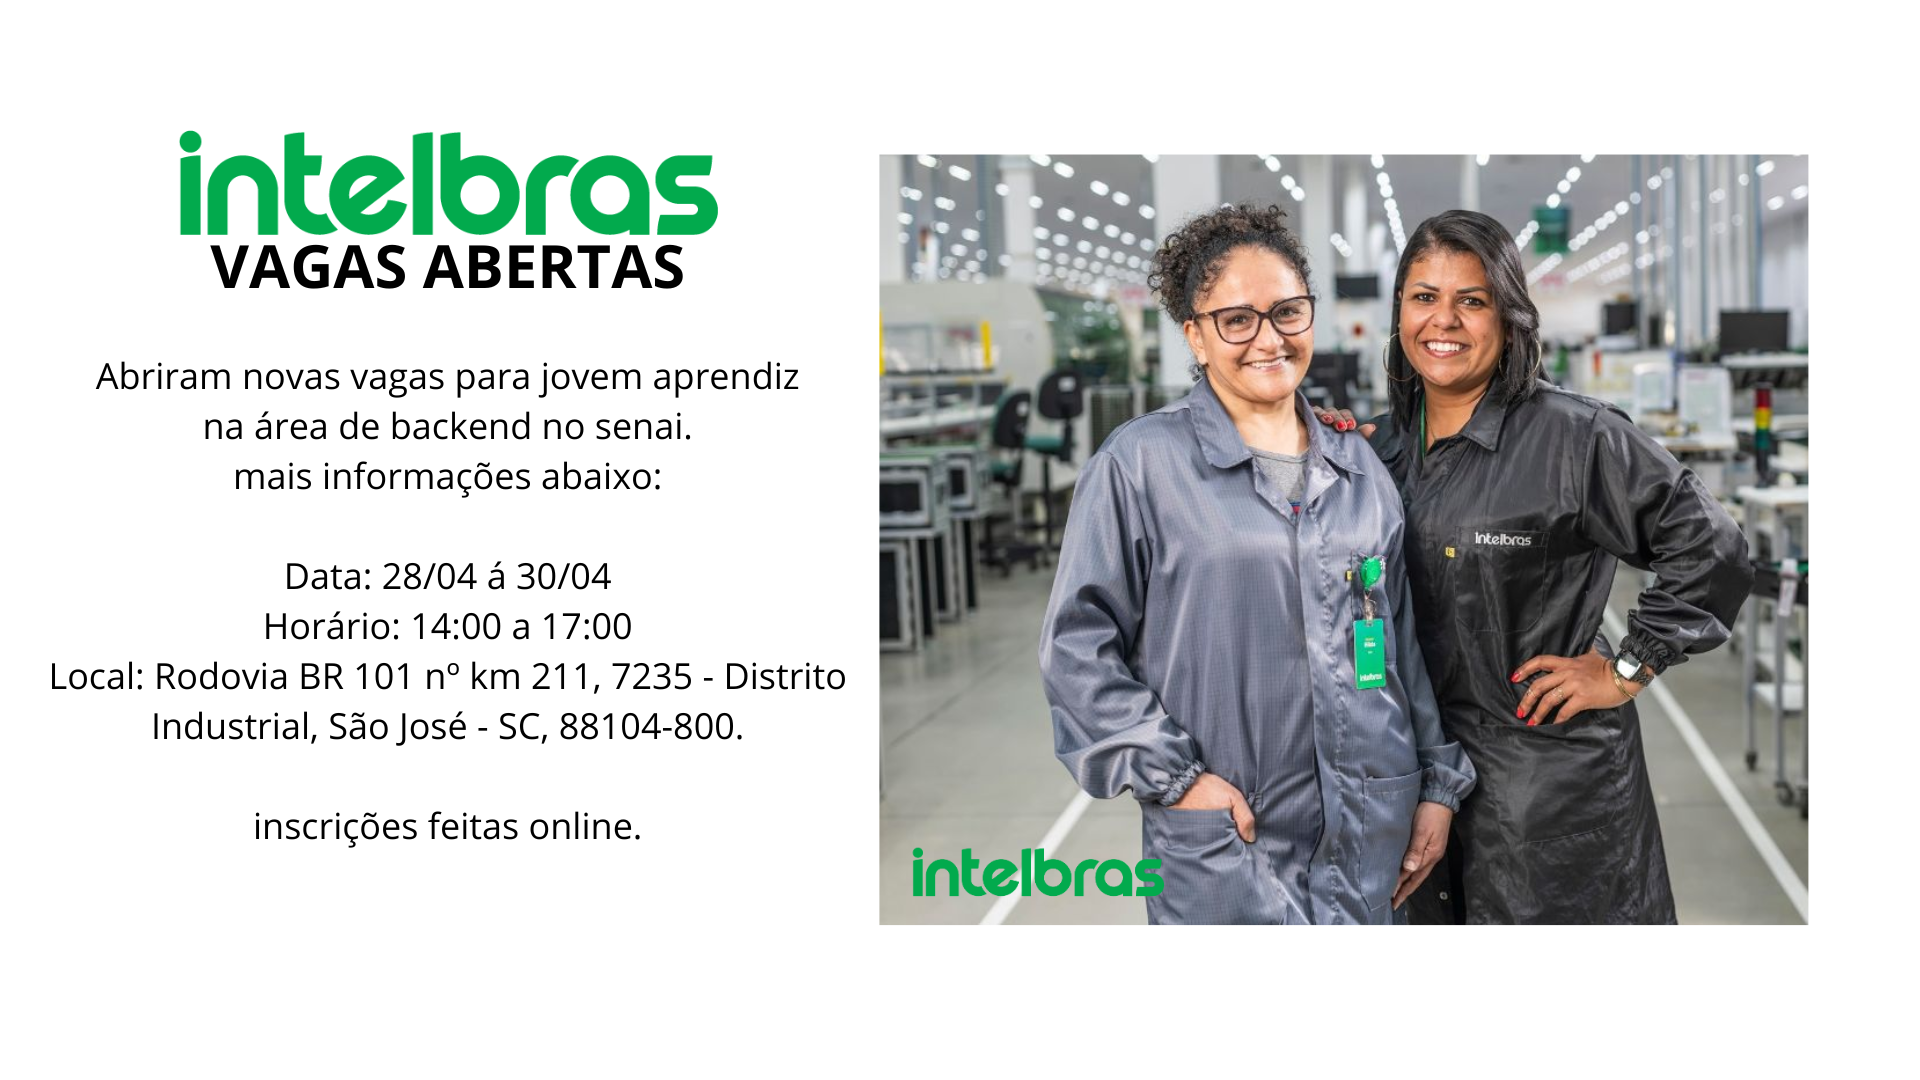 intelbras
VAGAS ABERTAS
Abriram novas vagas para jovem aprendiz
na área de backend no senai.
mais informações abaixo:
Data: 28/04 á 30/04
Horário: 14:00 a 17:00
Local: Rodovia BR 101 nº km 211, 7235 - Distrito
Industrial, São José - SC, 88104-800.
inscrições feitas online.
intelbras
intelbras
intelbras